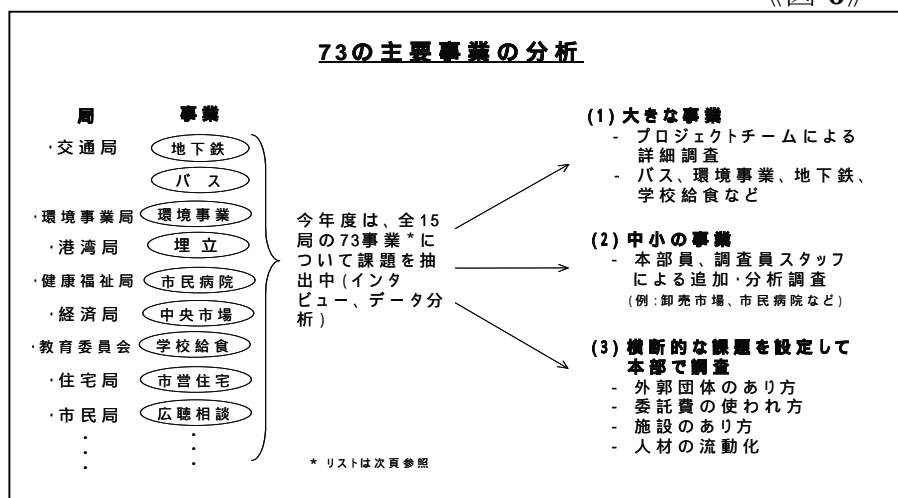 73の主要事業の分析
局 事業
・交通局 地下鉄
バス
・環境事業局 環境事業
・港湾局 埋立
・健康福祉局 市民病院
・経済局 中央市場
・教育委員会 学校給食
・住宅局 市営住宅
・市民局 広聴相談
今年度は、全15
局の73事業*に
ついて課題を抽
出中(インタ
ビュー、データ分
析)
* リストは次頁参照
(1) 大きな事業
- プロジェクトチームによる
詳細調査
- バス、環境事業、地下鉄、
学校給食など
(2) 中小の事業
- 本部員、調査員スタッフ
による追加・分析調査
(例:卸売市場、市民病院など)
(3) 横断的な課題を設定して
本部で調査
- 外郭団体のあり方
- 委託費の使われ方
- 施設のあり方
- 人材の流動化